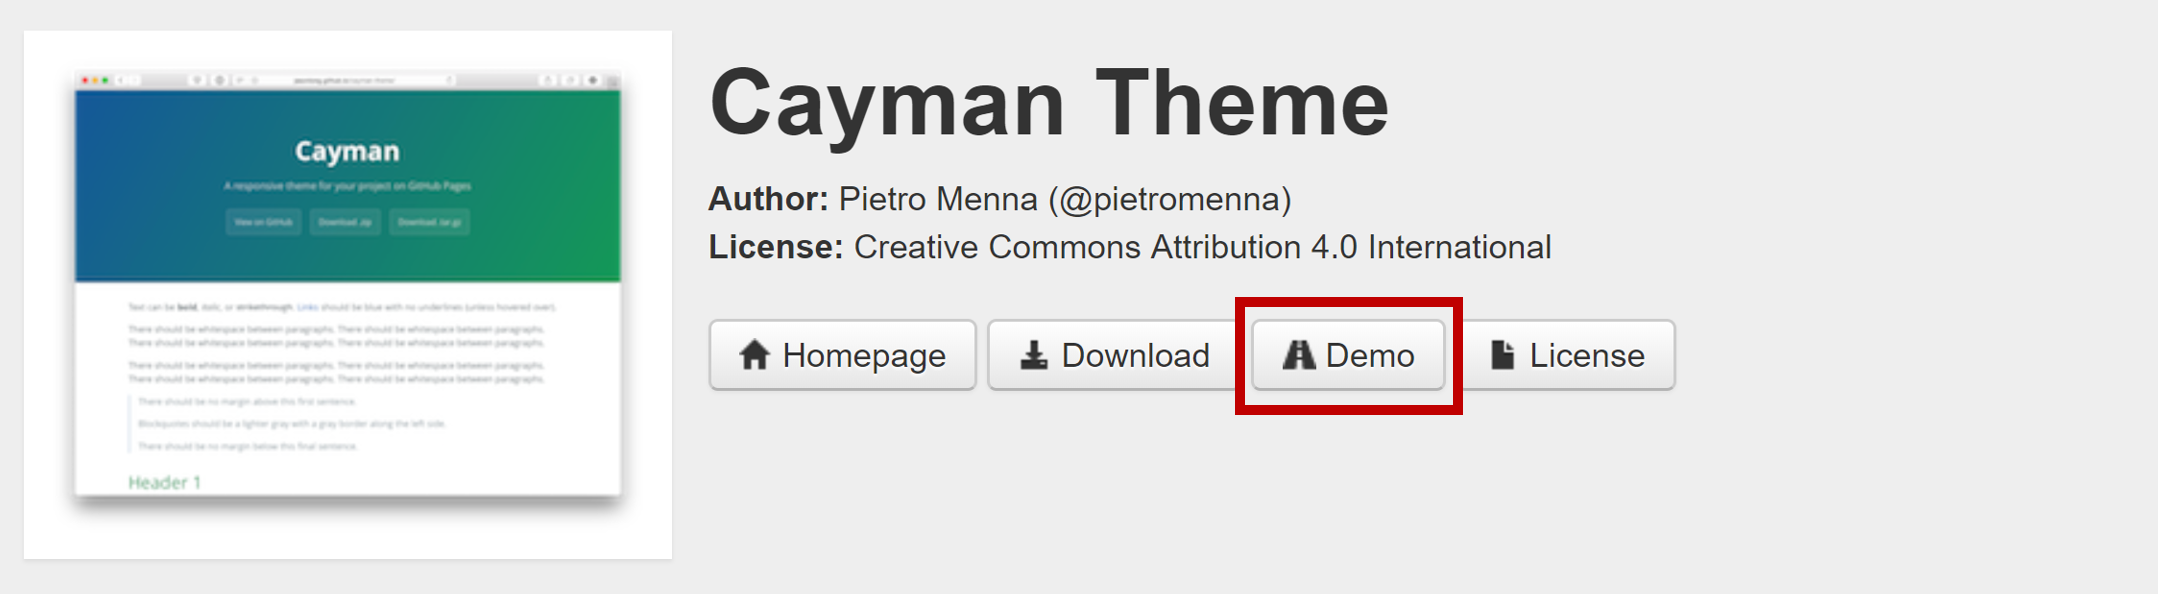 Cayman
A responsive theme for your project on GitHub Pages
View on GitHub
Download .zip
Download .tar.gz
Text can be bold, italic, or strikethrough. Links should be blue with no underlines (unless hovered over).
There should be whitespace between paragraphs. There should be whitespace between paragraphs.
There should be whitespace between paragraphs. There should be whitespace between paragraphs.
There should be whitespace between paragraphs. There should be whitespace between paragraphs.
There should be whitespace between paragraphs. There should be whitespace between paragraphs.
There should be no margin above this first sentence.
Blockquotes should be a lighter gray with a gray border along the left side.
There should be no margin below this final sentence.
Header 1
Cayman Theme
Author: Pietro Menna (@pietromenna)
License: Creative Commons Attribution 4.0 International
Homepage
Download
Demo
License